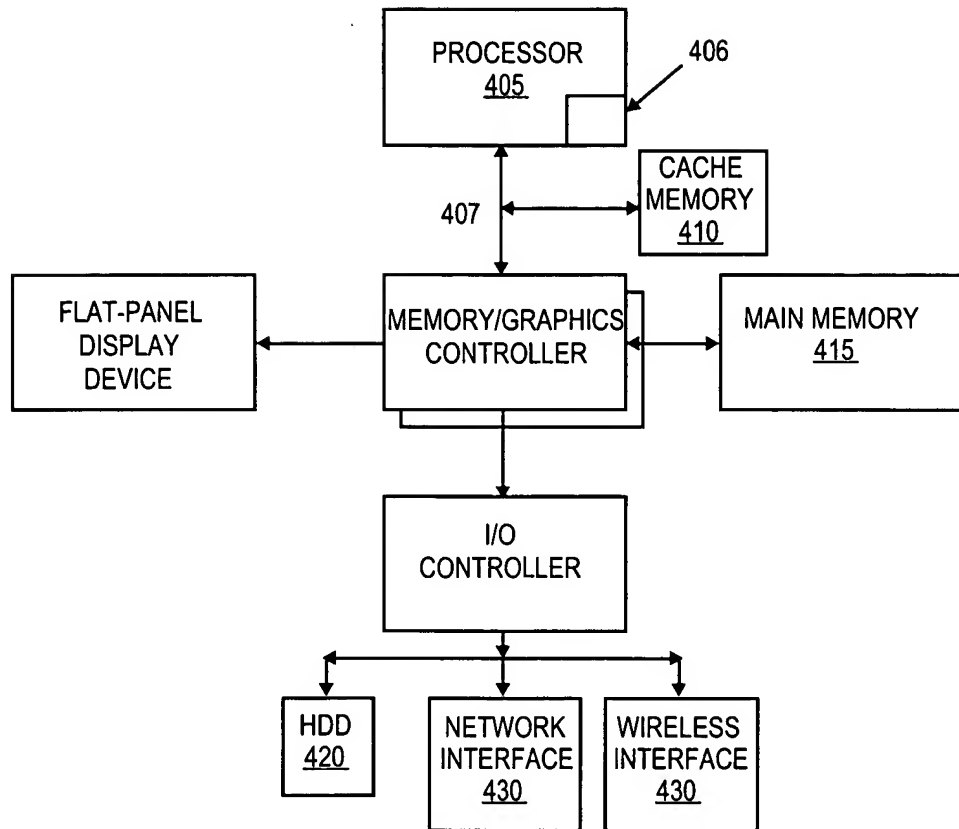 PROCESSOR
405
406
CACHE
MEMORY
410
407
FLAT-PANEL
DISPLAY
DEVICE
MEMORY/GRAPHICS
CONTROLLER
MAIN MEMORY
415
I/O
CONTROLLER
HDD
420
NETWORK
INTERFACE
430
WIRELESS
INTERFACE
430